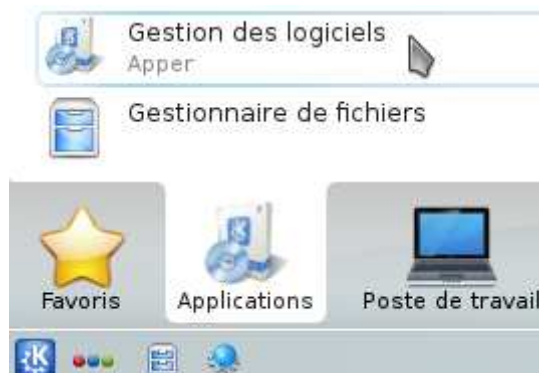 Gestion des logiciels
Apper
Gestionnaire de fichiers
Favoris
Applications
Poste de travail